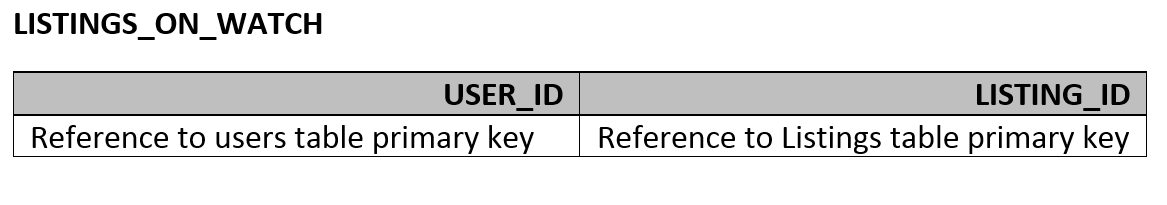 LISTINGS_ON_WATCH
USER_ID LISTING_ID
Reference to users table primary key Reference to Listings table primary key